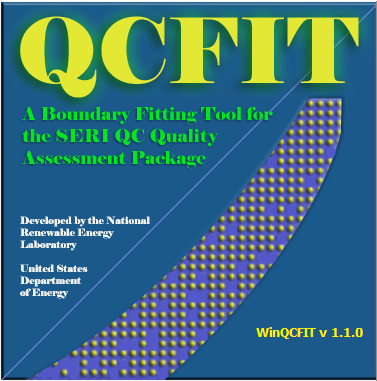 QCFIT
A Boundary Fitting Tool for
the SERI QC Quality
Assessment Package
Developed by the National
Renewable Energy
Laboratory
United States
Department
of Energy
WinQCFIT v 1.1.0